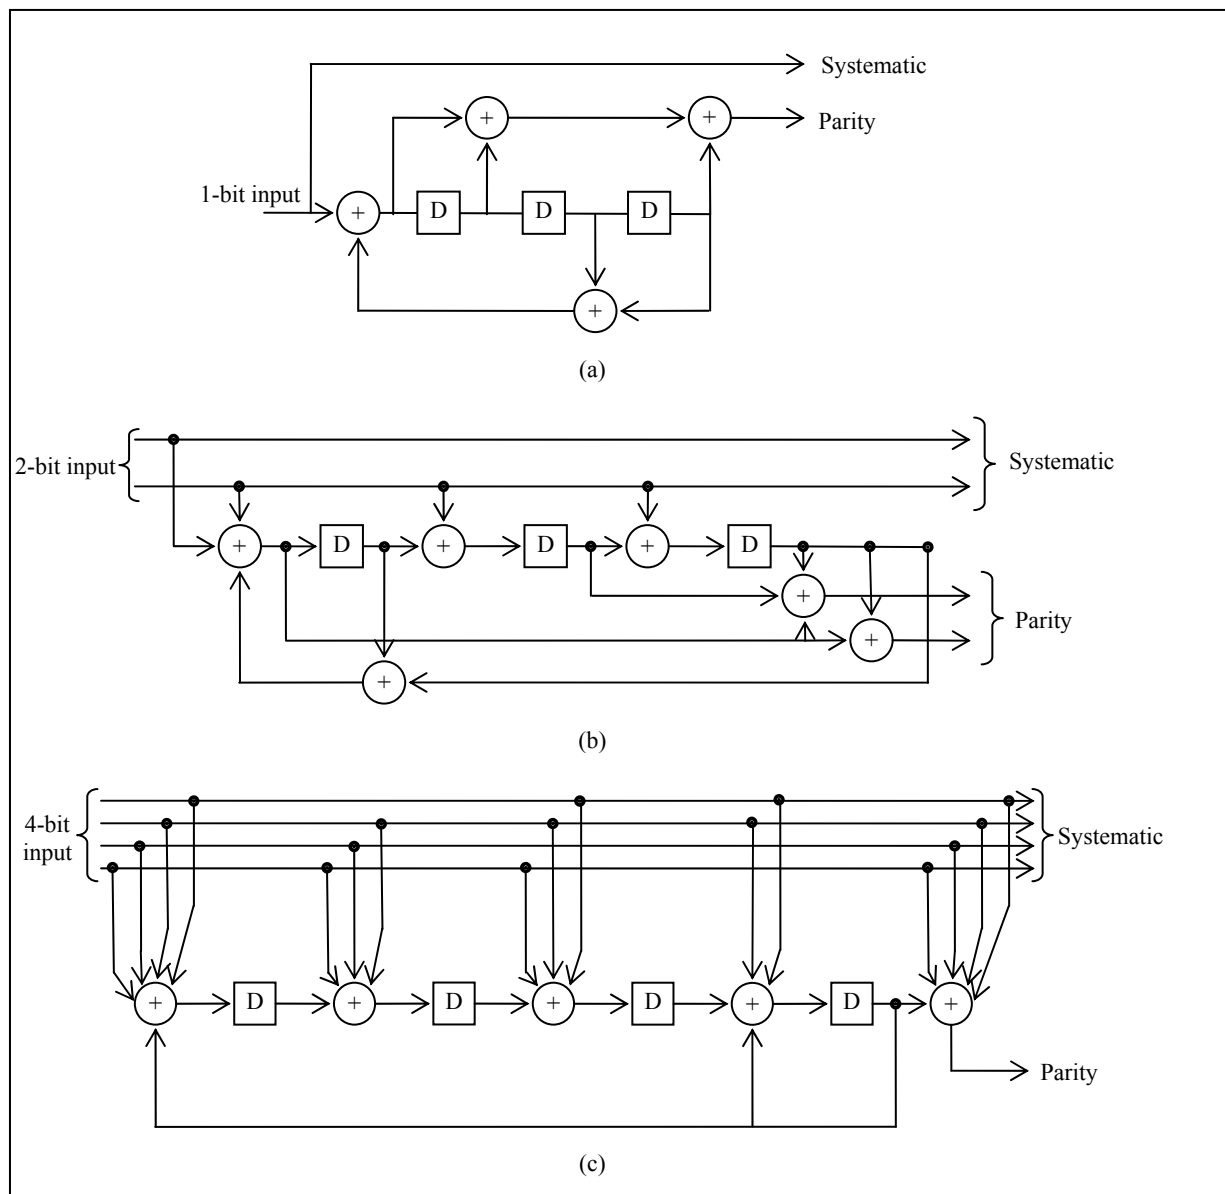 Systematic
+ +
Parity
1-bit input
+ D D D
+
(a)
2-bit input
Systematic
+ D + D + D
+
Parity
+
+
(b)
4-bit
input
Systematic
+ D + D + D + D +
Parity
(c)